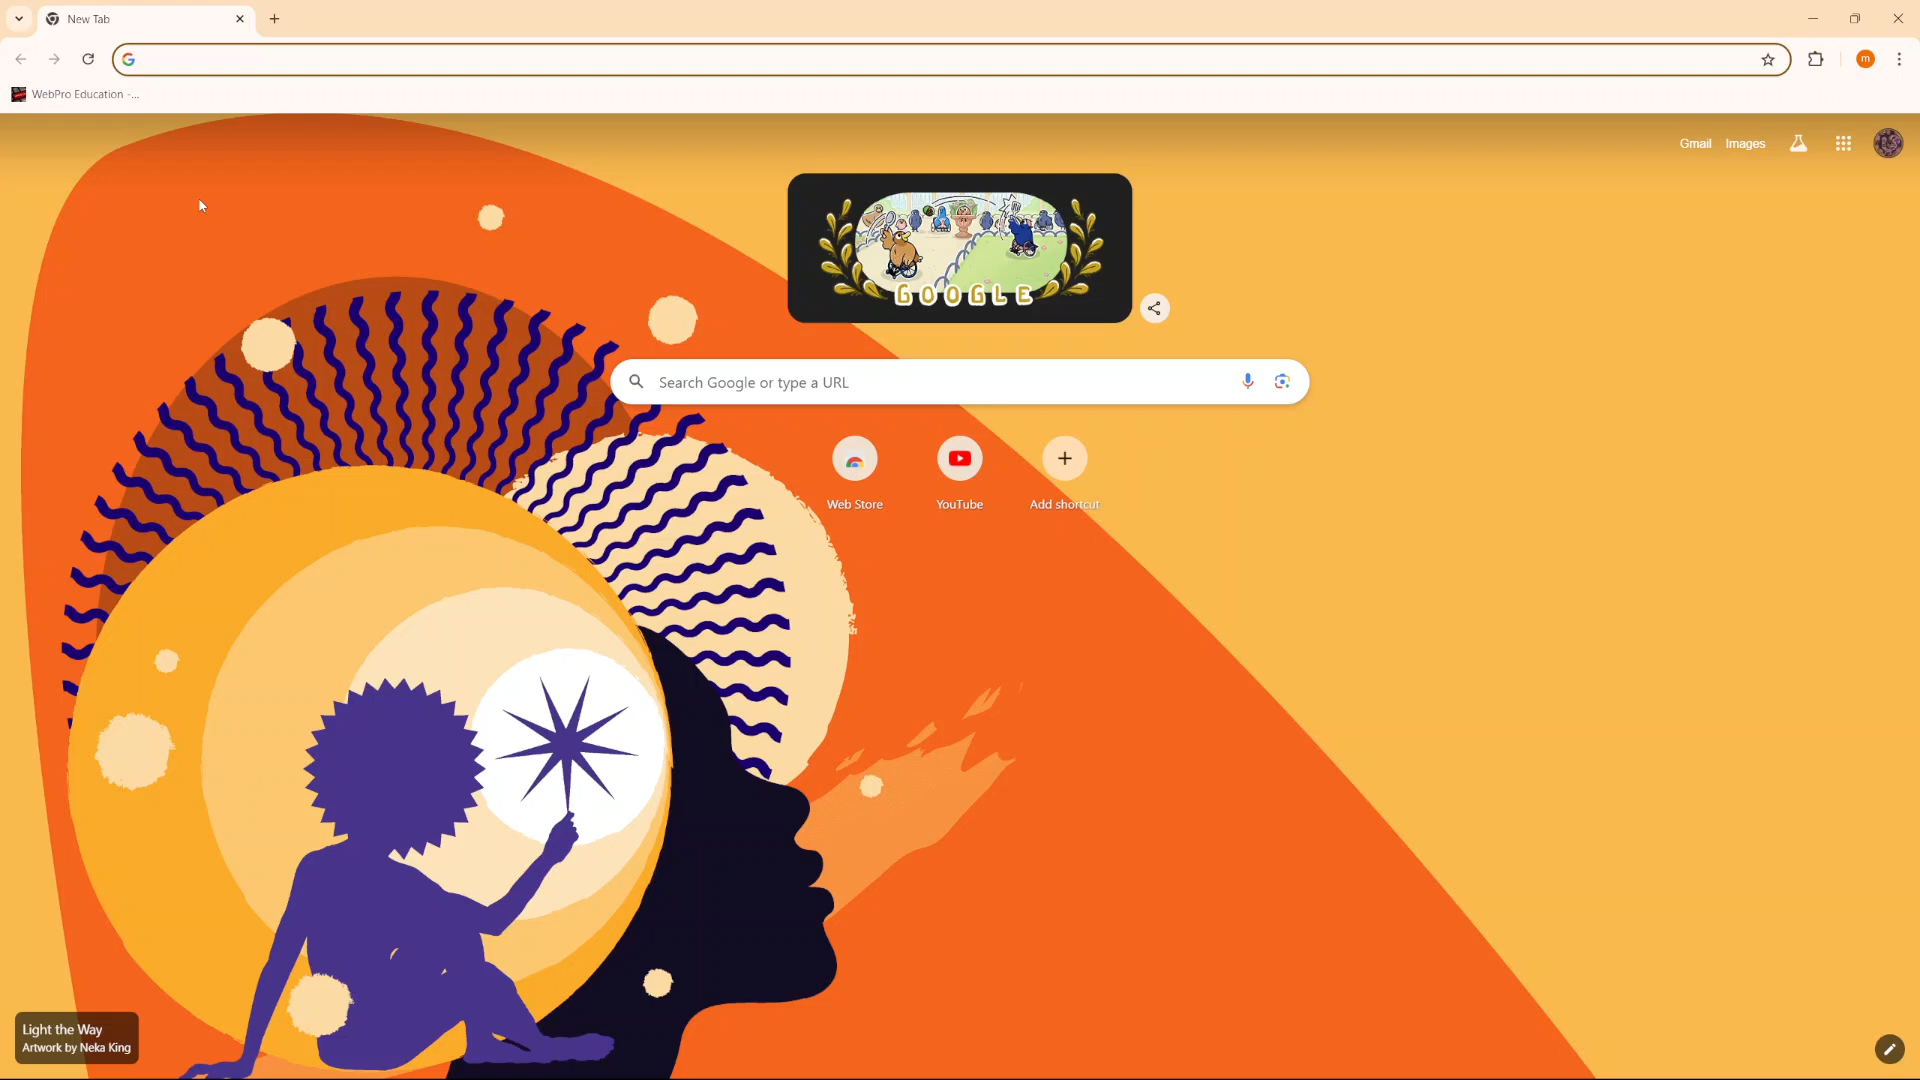 New Tab
WebPro Education -...
Gmail Images
GOOGLE
Search Google or type a URL
Web Store YouTube Add shortcut
Light the Way
Artwork by Neka King
m